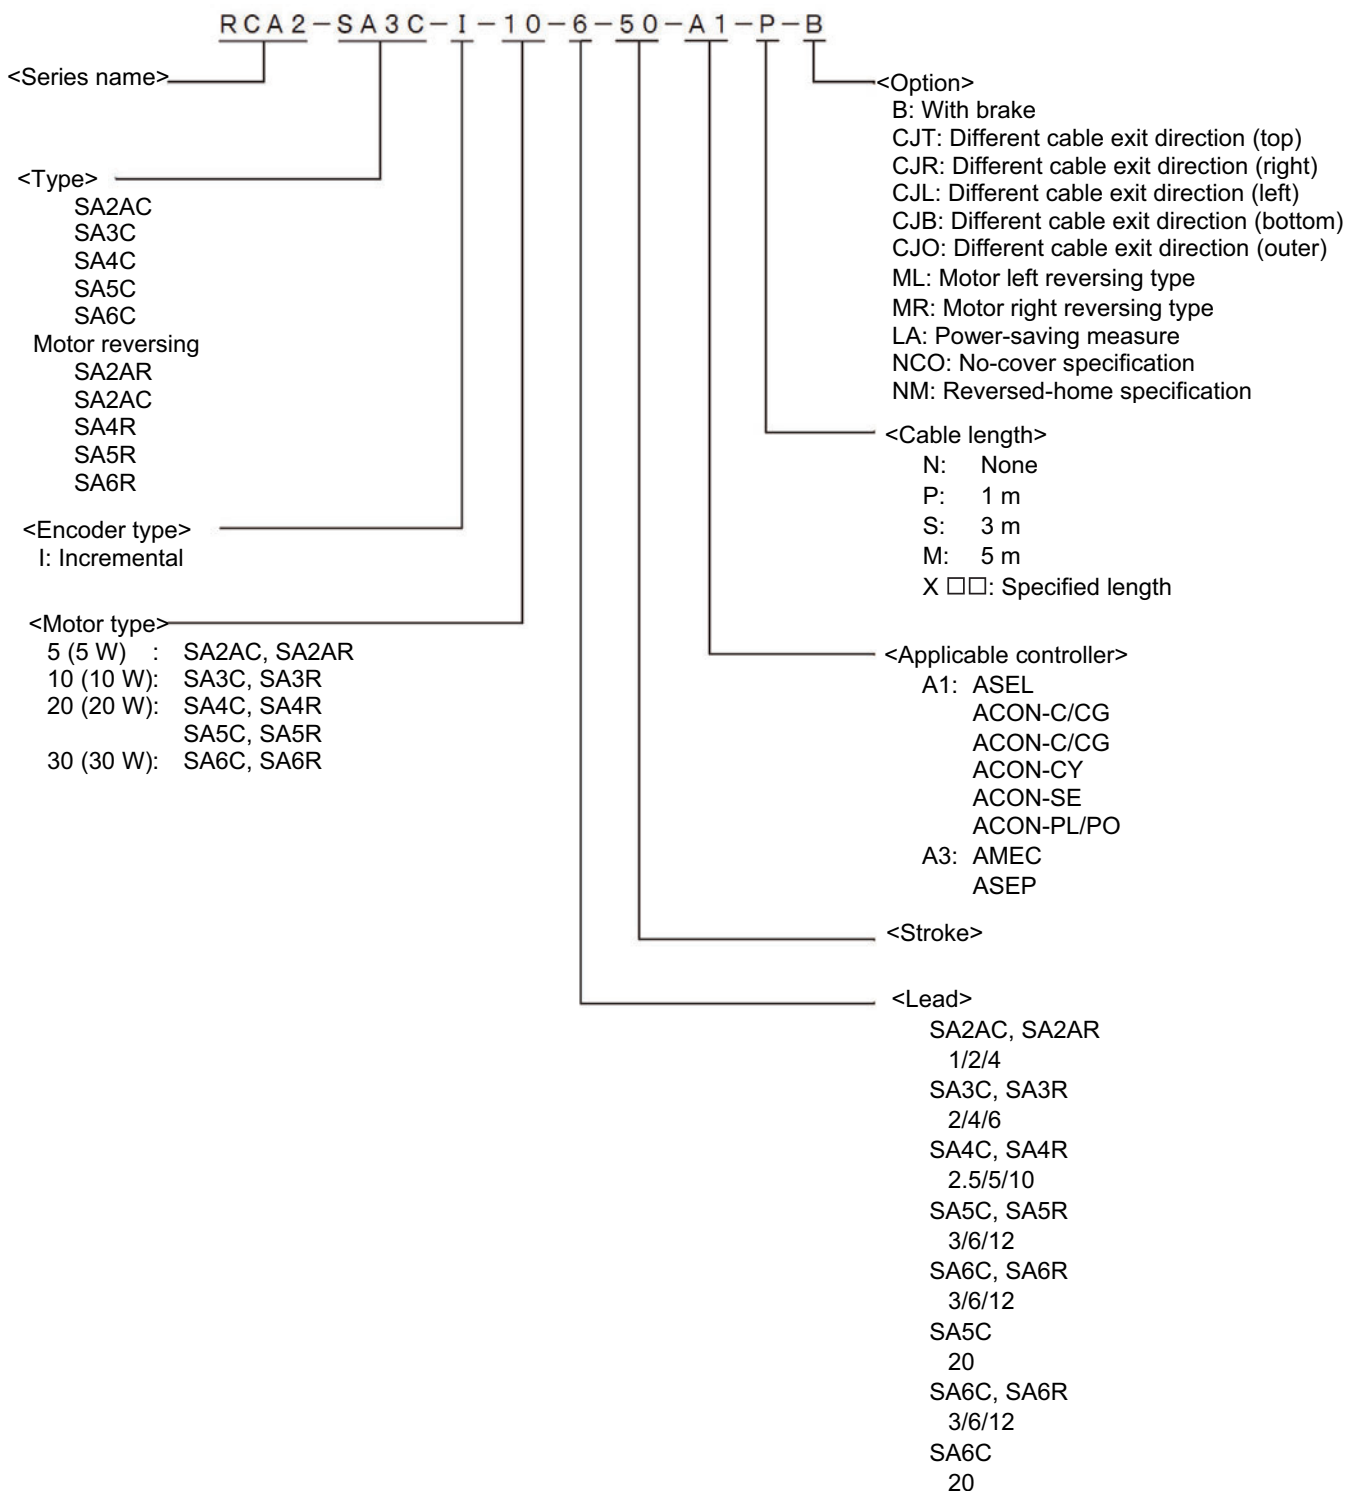 RCA2-SA3C-I-10-6-50-A1-P-B
<Series name>
<Type>
SA2AC
SA3C
SA4C
SA5C
SA6C
Motor reversing
SA2AR
SA2AC
SA4R
SA5R
SA6R
<Encoder type>
I: Incremental
<Motor type>
5 (5 W) : SA2AC, SA2AR
10 (10 W): SA3C, SA3R
20 (20 W): SA4C, SA4R
SA5C, SA5R
30 (30 W): SA6C, SA6R
<Option>
B: With brake
CJT: Different cable exit direction (top)
CJR: Different cable exit direction (right)
CJL: Different cable exit direction (left)
CJB: Different cable exit direction (bottom)
CJO: Different cable exit direction (outer)
ML: Motor left reversing type
MR: Motor right reversing type
LA: Power-saving measure
NCO: No-cover specification
NM: Reversed-home specification
<Cable length>
N: None
P: 1 m
S: 3 m
M: 5 m
X □□: Specified length
<Applicable controller>
A1: ASEL
ACON-C/CG
ACON-C/CG
ACON-CY
ACON-SE
ACON-PL/PO
A3: AMEC
ASEP
<Stroke>
<Lead>
SA2AC, SA2AR
1/2/4
SA3C, SA3R
2/4/6
SA4C, SA4R
2.5/5/10
SA5C, SA5R
3/6/12
SA6C, SA6R
3/6/12
SA5C
20
SA6C, SA6R
3/6/12
SA6C
20